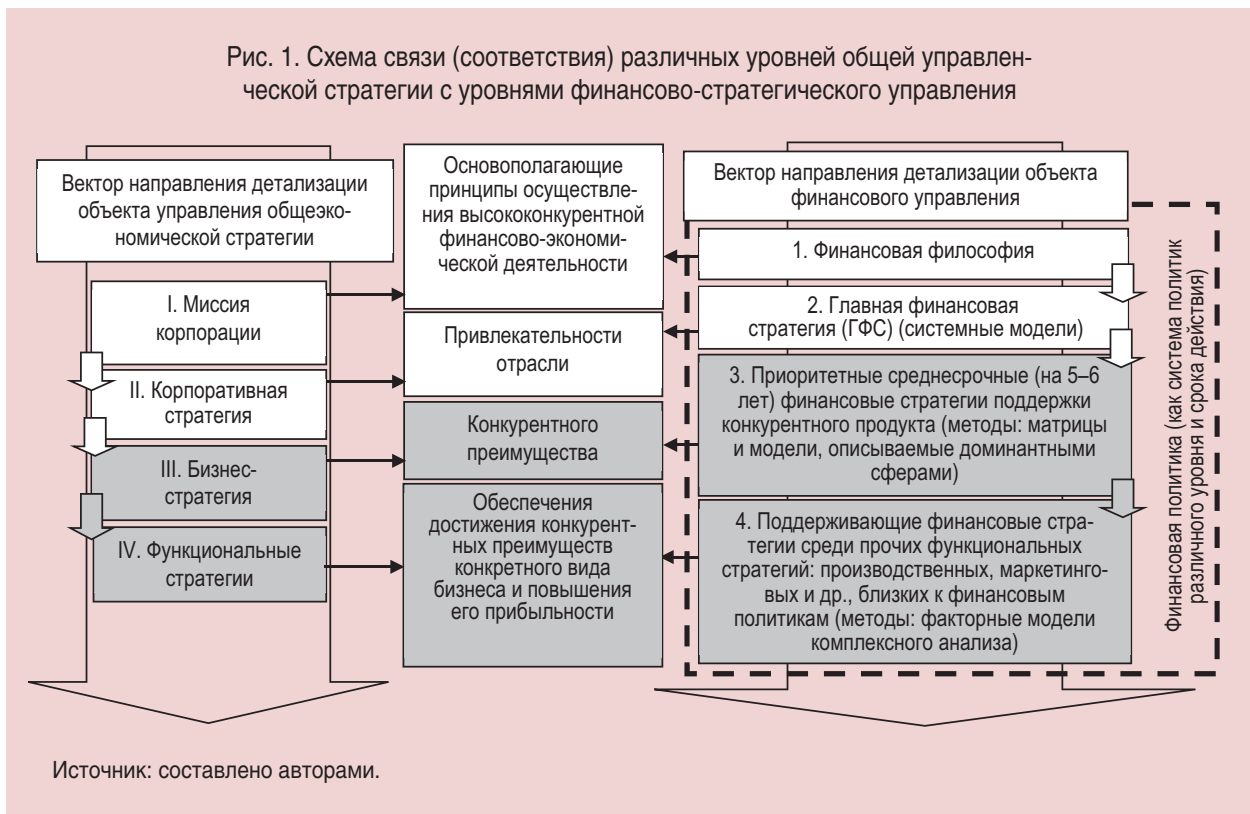 Рис. 1. Схема связи (соответствия) различных уровней общей управлен-
ческой стратегии с уровнями финансово-стратегического управления
Вектор направления детализации
объекта управления общеэко-
номической стратегии
I. Миссия
корпорации
II. Корпоративная
стратегия
III. Бизнес-
стратегия
IV. Функциональные
стратегии
Основополагающие
принципы осуществле-
ния высококонкурентной
финансово-экономи-
ческой деятельности
Привлекательности
отрасли
Конкурентного
преимущества
Обеспечения
достижения конкурент-
ных преимуществ
конкретного вида
бизнеса и повышения
его прибыльности
Вектор направления детализации объекта
финансового управления
1. Финансовая философия
2. Главная финансовая
стратегия (ГФС) (системные модели)
3. Приоритетные среднесрочные (на 5–6
лет) финансовые стратегии поддержки
конкурентного продукта (методы: матрицы
и модели, описываемые доминантными
сферами)
4. Поддерживающие финансовые стра-
тегии среди прочих функциональных
стратегий: производственных, маркетинго-
вых и др., близких к финансовым
политикам (методы: факторные модели
комплексного анализа)
Финансовая политика (как система политик
различного уровня и срока действия)
Источник: составлено авторами.